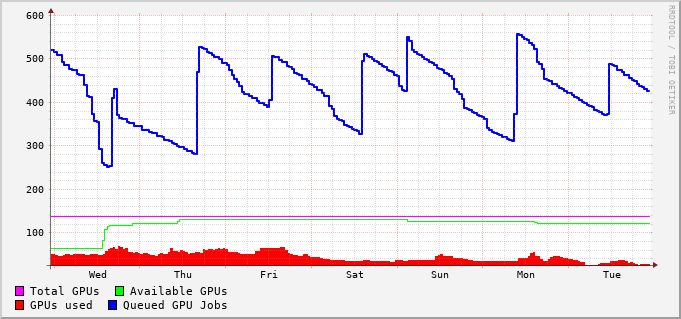 600
500
400
300
200
100
Wed Thu Fri Sat Sun Mon Tue
Total GPUs Available GPUs
GPUs used Queued GPU Jobs
RRDTOOL / TOBI OETIKER